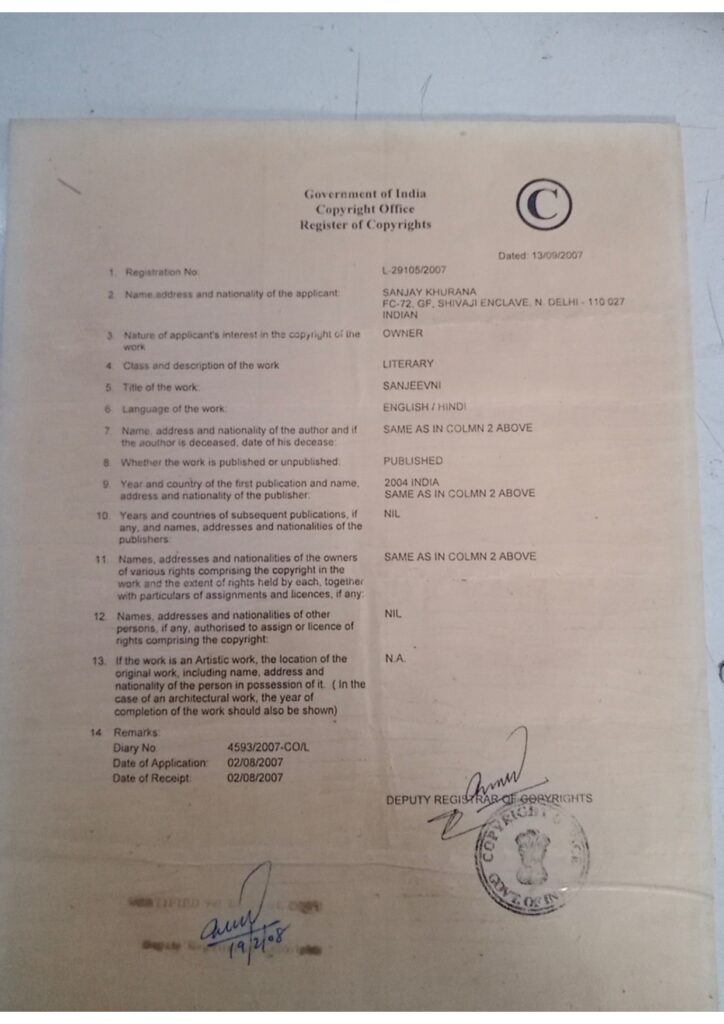 Government of India
Copyright Office
Register of Copyrights
C
Dated: 13/09/2007
1. Registration No. L-29105/2007
2. Name,address and nationality of the applicant: SANJAY KHURANA
FC-72, GF, SHIVAJI ENCLAVE, N. DELHI - 110 027
INDIAN
3. Nature of applicant's interest in the copyright of the OWNER
work
4. Class and description of the work LITERARY
5. Title of the work: SANJEEVNI
6. Language of the work: ENGLISH / HINDI
7. Name, address and nationality of the author and if SAME AS IN COLMN 2 ABOVE
the aouthor is deceased, date of his decease:
8. Whether the work is published or unpublished: PUBLISHED
9. Year and country of the first publication and name, 2004 INDIA
address and nationality of the publisher: SAME AS IN COLMN 2 ABOVE
10. Years and countries of subsequent publications, if NIL
any, and names, addresses and nationalities of the
publishers:
11. Names, addresses and nationalities of the owners SAME AS IN COLMN 2 ABOVE
of various rights comprising the copyright in the
work and the extent of rights held by each, together
with particulars of assignments and licences, if any:
12. Names, addresses and nationalities of other NIL
persons, if any, authorised to assign or licence of
rights comprising the copyright:
13. If the work is an Artistic work, the location of the N.A.
original work, including name, address and
nationality of the person in possession of it. ( In the
case of an architectural work, the year of
completion of the work should also be shown)
14. Remarks:
Diary No. 4593/2007-CO/L
Date of Application: 02/08/2007
Date of Receipt: 02/08/2007
DEPUTY REGISTRAR OF COPYRIGHTS
COPYRIGHT
GOVT. OF IN
19/2/08